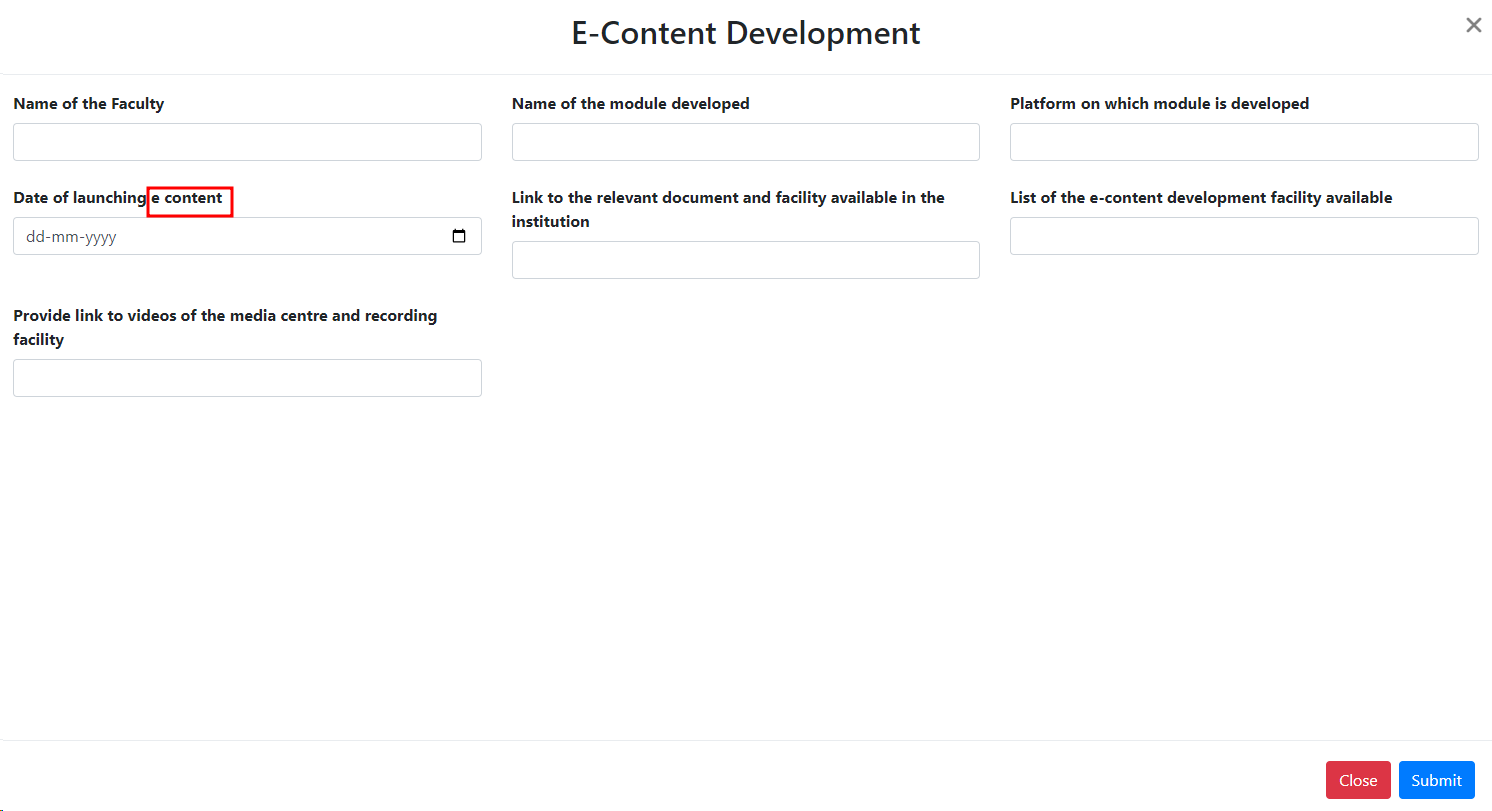 E-Content Development
×
Name of the Faculty
Name of the module developed
Platform on which module is developed
Date of launching e content
dd-mm-yyyy
Link to the relevant document and facility available in the
institution
List of the e-content development facility available
Provide link to videos of the media centre and recording
facility
Close
Submit